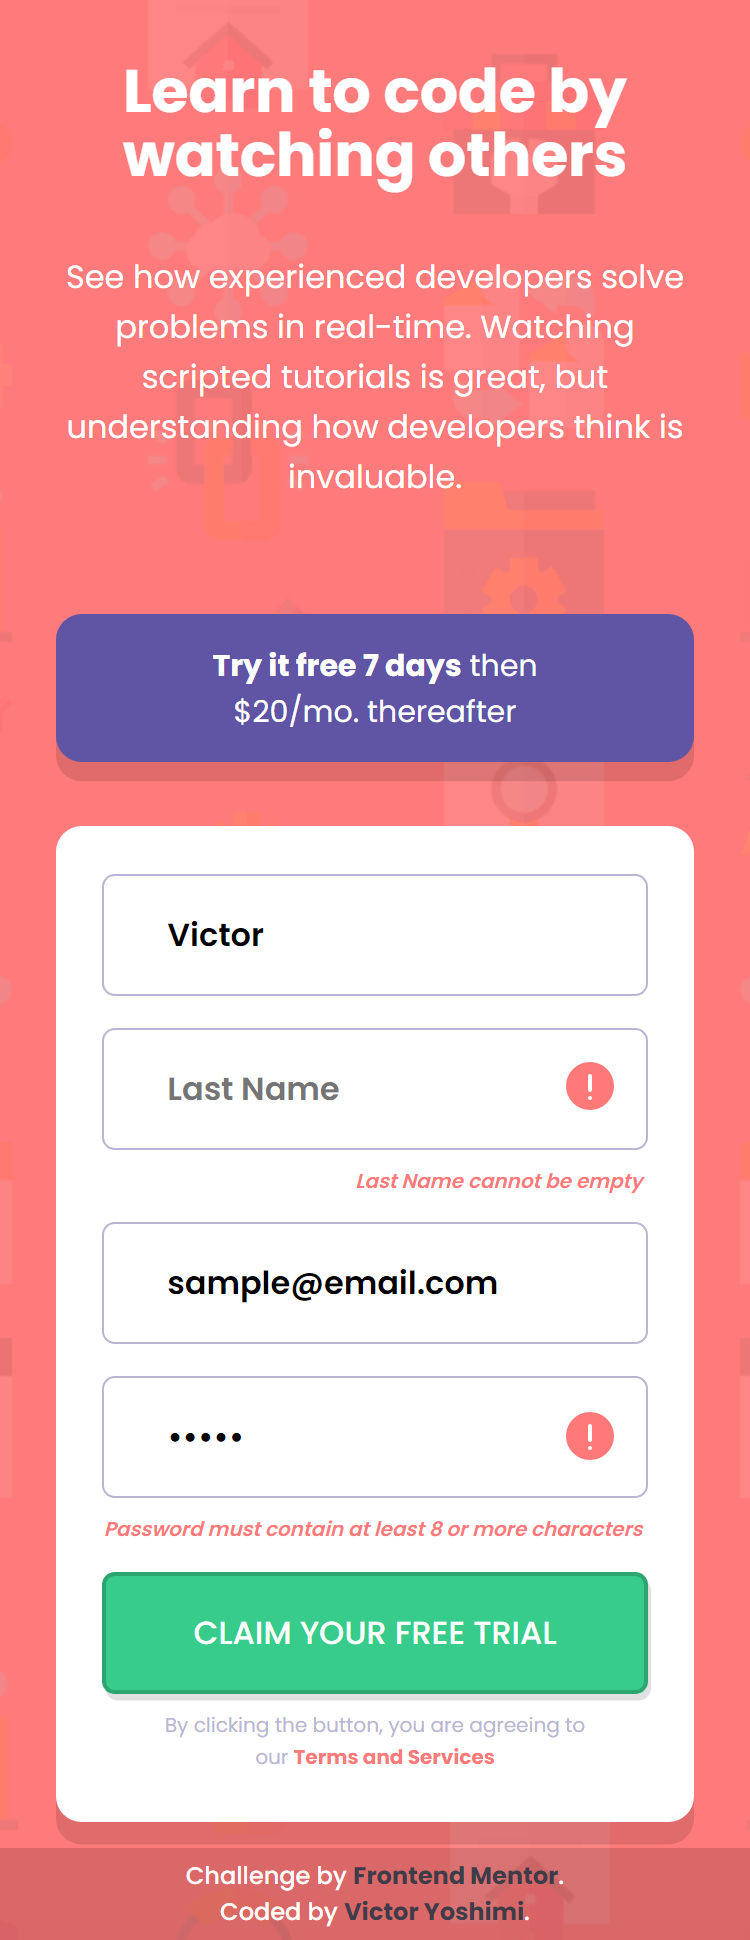 Learn to code by
watching others
See how experienced developers solve
problems in real-time. Watching
scripted tutorials is great, but
understanding how developers think is
invaluable.
Try it free 7 days then
$20/mo. thereafter
Victor
Last Name
Last Name cannot be empty
sample@email.com
•••••
Password must contain at least 8 or more characters
CLAIM YOUR FREE TRIAL
By clicking the button, you are agreeing to
our Terms and Services
Challenge by Frontend Mentor.
Coded by Victor Yoshimi.